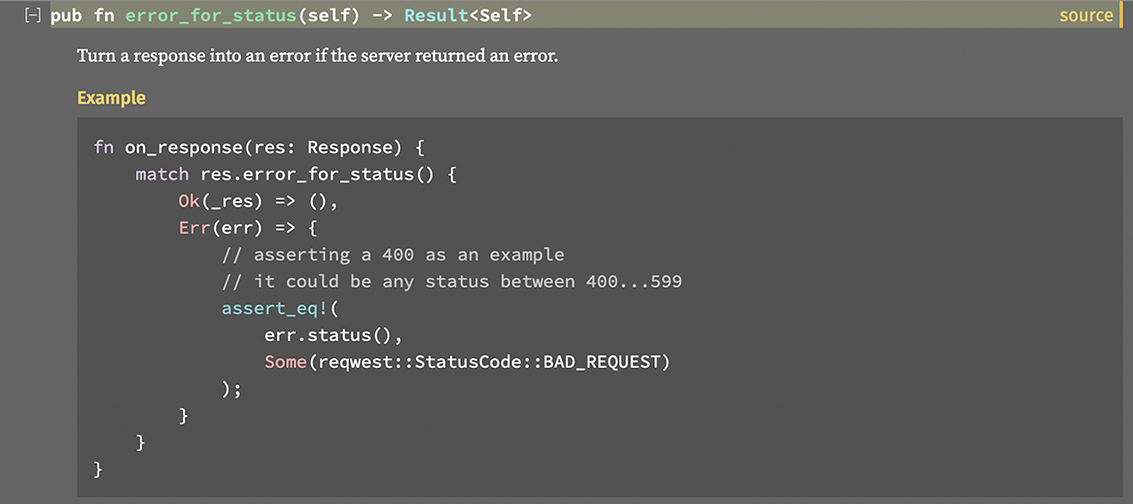 [-] pub fn error_for_status(self) -> Result<Self> source
Turn a response into an error if the server returned an error.
Example
fn on_response(res: Response) {
    match res.error_for_status() {
        Ok(_res) => (),
        Err(err) => {
            // asserting a 400 as an example
            // it could be any status between 400...599
            assert_eq!(
                err.status(),
                Some(reqwest::StatusCode::BAD_REQUEST)
            );
        }
    }
}